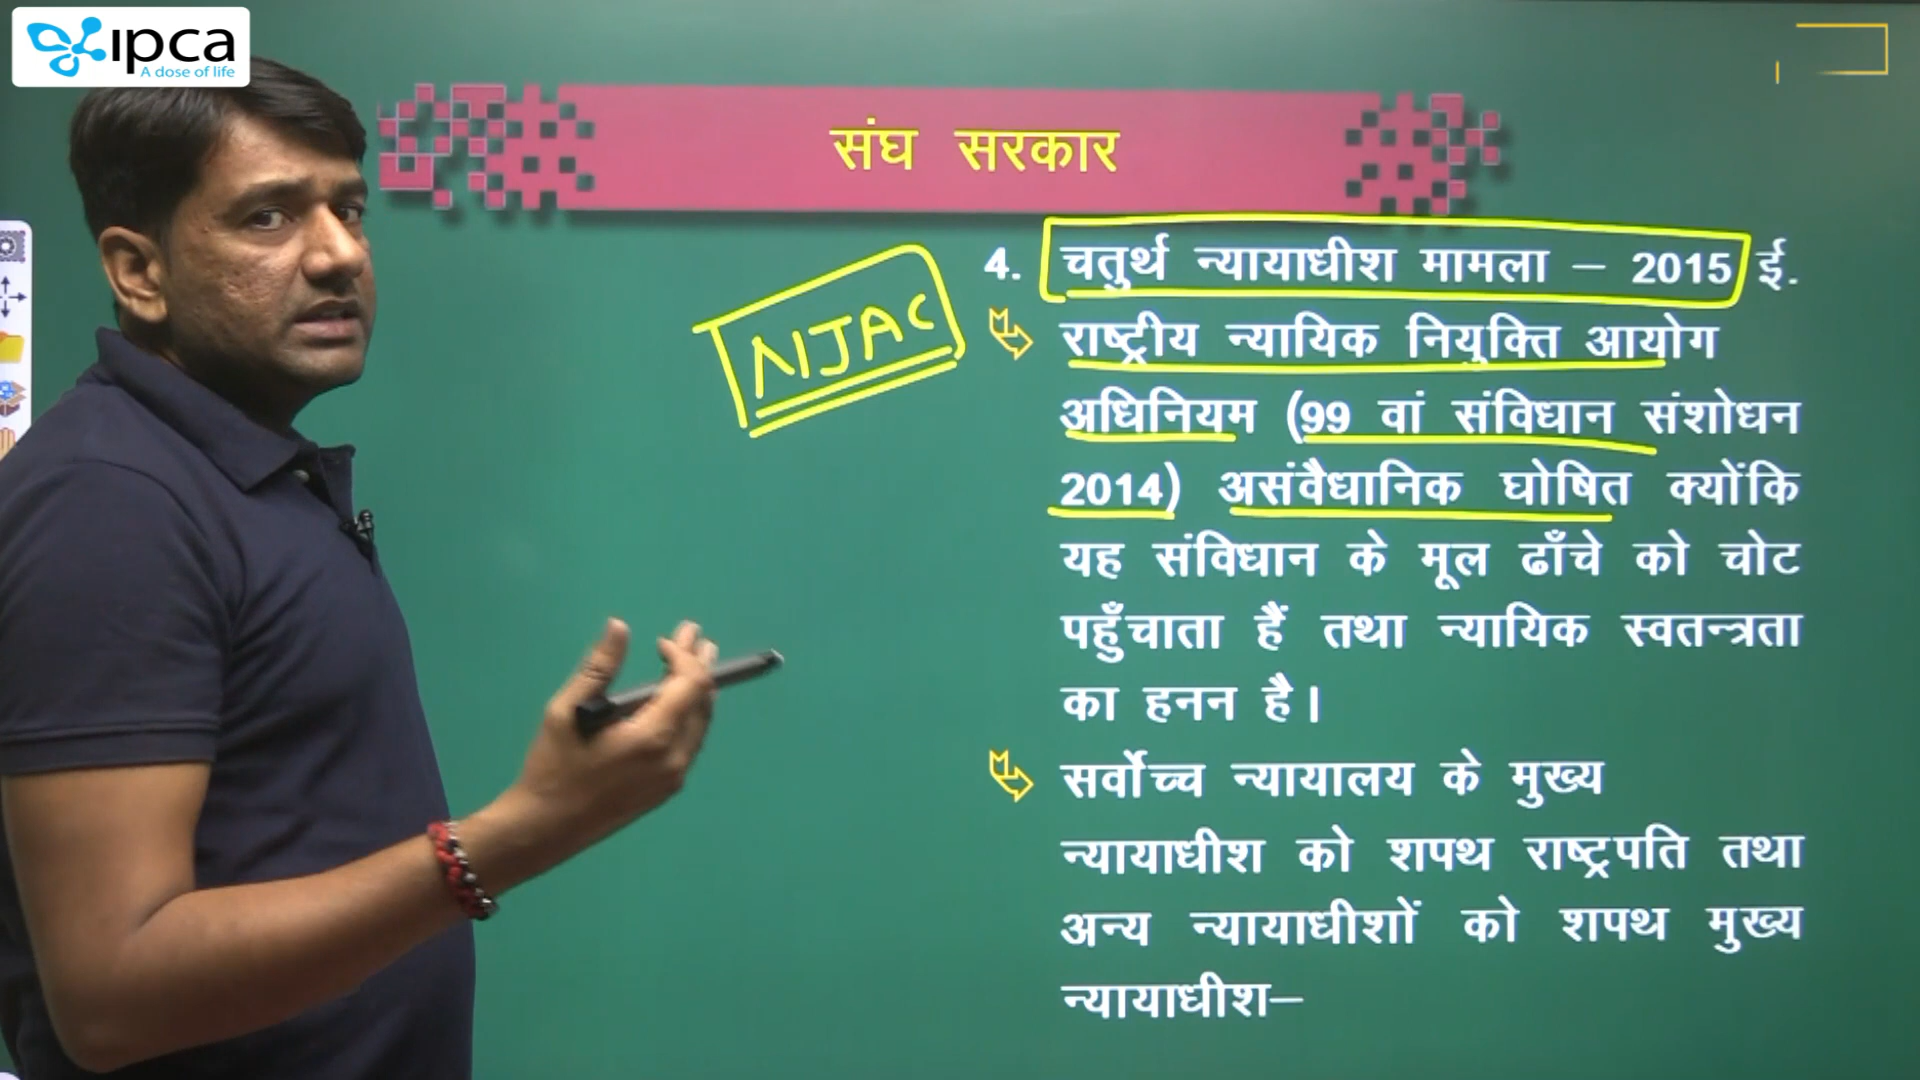 ipca
A dose of life
संघ सरकार
4. चतुर्थ न्यायाधीश मामला – 2015 ई.
NJAC
राष्ट्रीय न्यायिक नियुक्ति आयोग
अधिनियम (99 वां संविधान संशोधन
2014) असंवैधानिक घोषित क्योंकि
यह संविधान के मूल ढाँचे को चोट
पहुँचाता हैं तथा न्यायिक स्वतन्त्रता
का हनन है।
सर्वोच्च न्यायालय के मुख्य
न्यायाधीश को शपथ राष्ट्रपति तथा
अन्य न्यायाधीशों को शपथ मुख्य
न्यायाधीश–